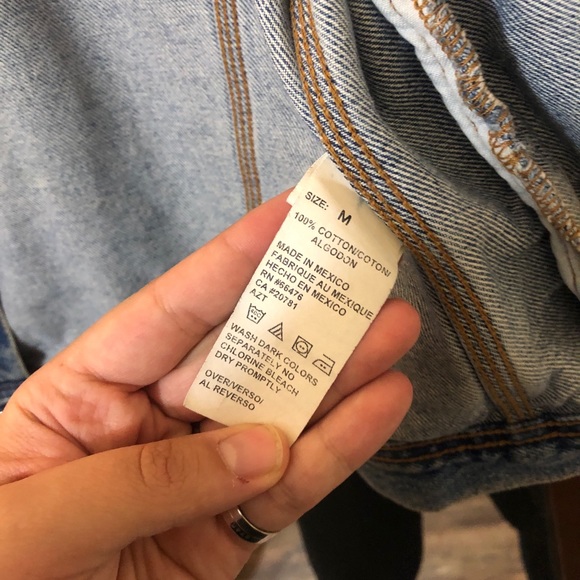 SIZE: M
100% COTTON/COTON/
ALGODON
MADE IN MEXICO
FABRIQUE AU MEXIQUE
HECHO EN MEXICO
RN #66476
CA #20781
AZT
WASH DARK COLORS
SEPARATELY NO
CHLORINE BLEACH
DRY PROMPTLY
OVER/VERSO/
AL REVERSO